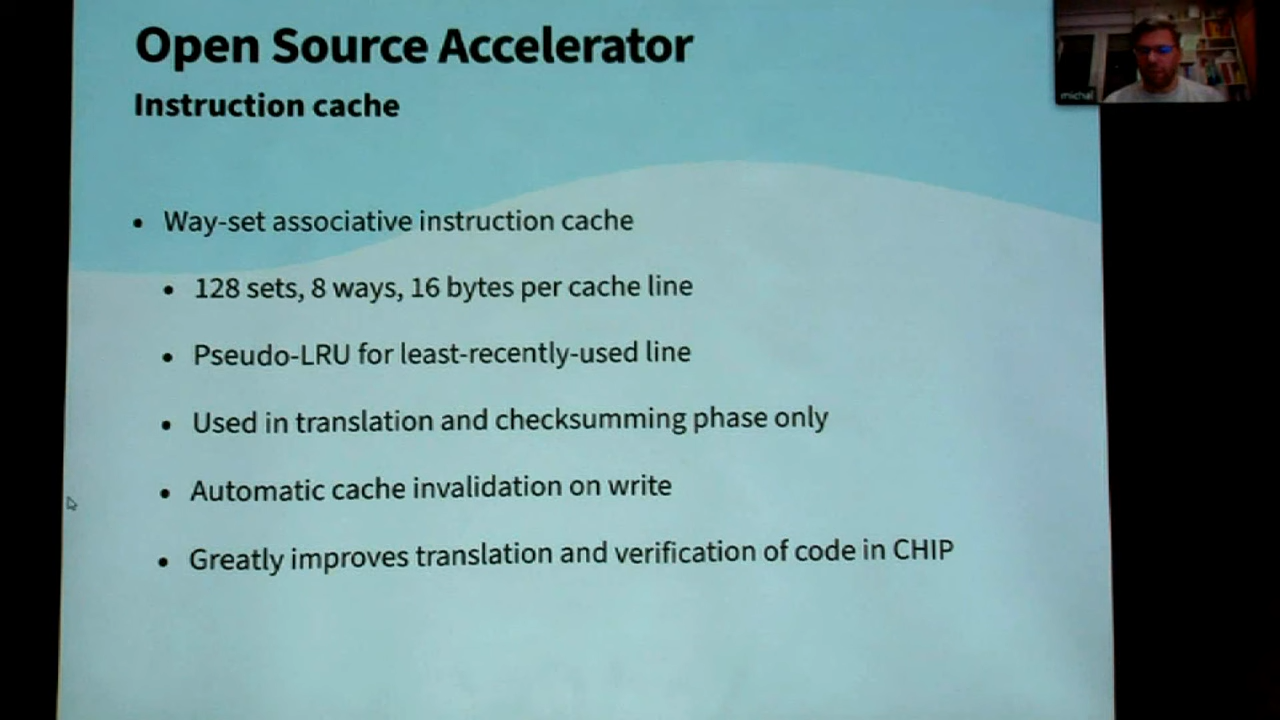 Open Source Accelerator
Instruction cache
michal
• Way-set associative instruction cache
• 128 sets, 8 ways, 16 bytes per cache line
• Pseudo-LRU for least-recently-used line
• Used in translation and checksumming phase only
• Automatic cache invalidation on write
• Greatly improves translation and verification of code in CHIP